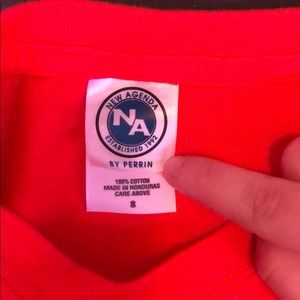 NEW AGENDA
NA
ESTABLISHED 1992
BY PERRIN
100% COTTON
MADE IN HONDURAS
CARE ABOVE
S